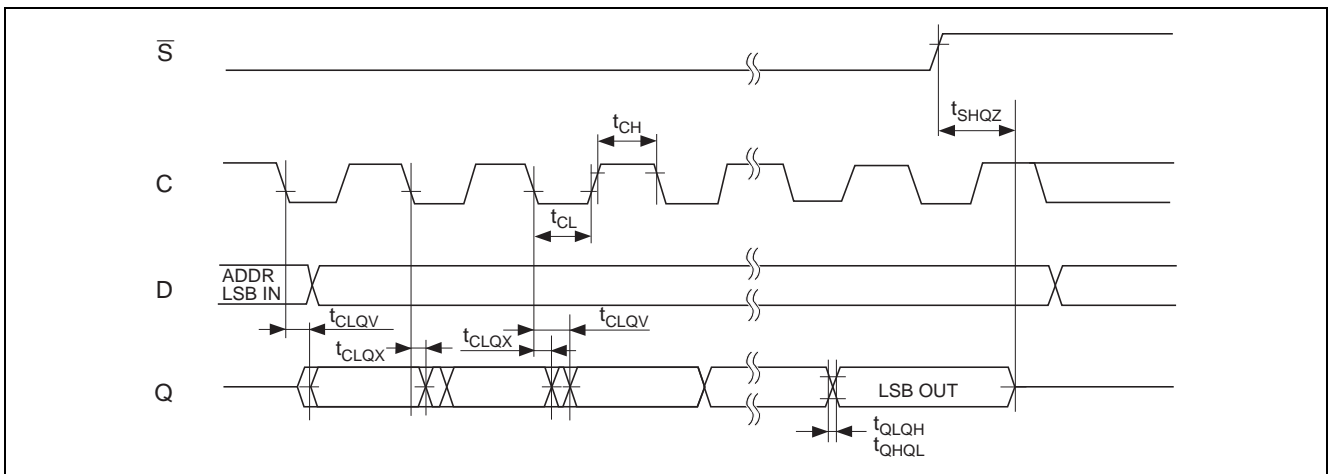 S̅
tSHQZ
tCH
C
tCL
ADDR
LSB IN
D
tCLQV
tCLQX
tCLQX
tCLQV
Q
LSB OUT
tQLQH
tQHQL